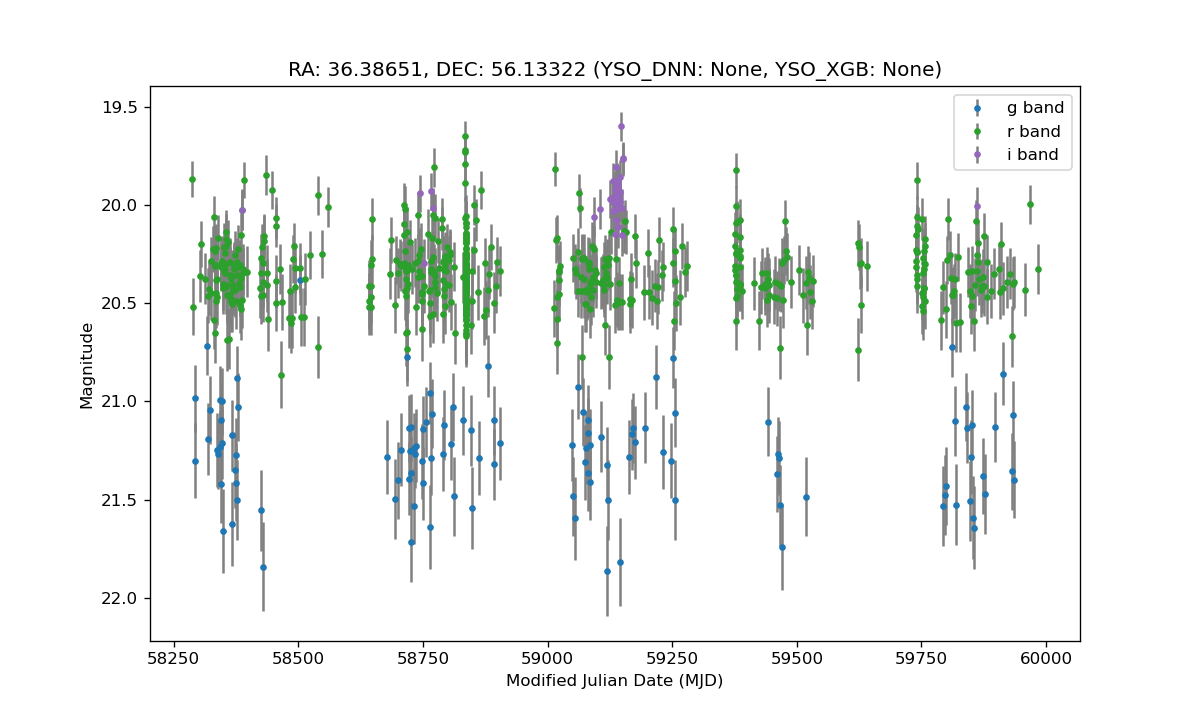 RA: 36.38651, DEC: 56.13322 (YSO_DNN: None, YSO_XGB: None)
g band
r band
i band
19.5
20.0
20.5
21.0
21.5
22.0
Magnitude
58250 58500 58750 59000 59250 59500 59750 60000
Modified Julian Date (MJD)